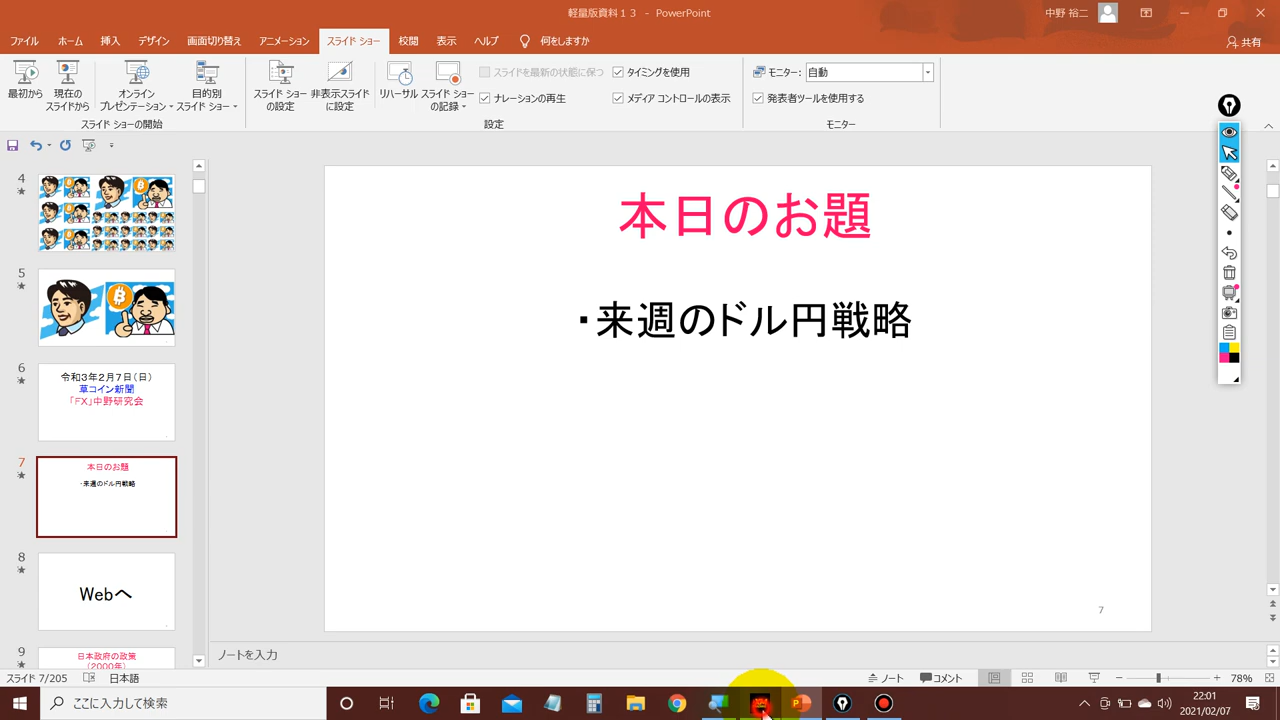 軽量版資料１３ - PowerPoint
中野 裕二
ファイル ホーム 挿入 デザイン 画面切り替え アニメーション スライド ショー 校閲 表示 ヘルプ 何をしますか 共有
最初から
現在の
スライドから
オンライン
プレゼンテーション
目的別
スライド ショー
スライド ショーの開始
スライド ショー
の設定
非表示スライド
に設定
リハーサル
スライド ショー
の記録
スライドを最新の状態に保つ
タイミングを使用
ナレーションの再生
メディア コントロールの表示
設定
モニター: 自動
発表者ツールを使用する
モニター
4
5
6
令和３年２月７日（日）
草コイン新聞
「FX」中野研究会
7
本日のお題
・来週のドル円戦略
8
Webへ
9
日本政府の政策
（2000年）
本日のお題
・来週のドル円戦略
7
ノートを入力
スライド 7/205 日本語 ノート コメント 78%
ここに入力して検索
22:01
2021/02/07